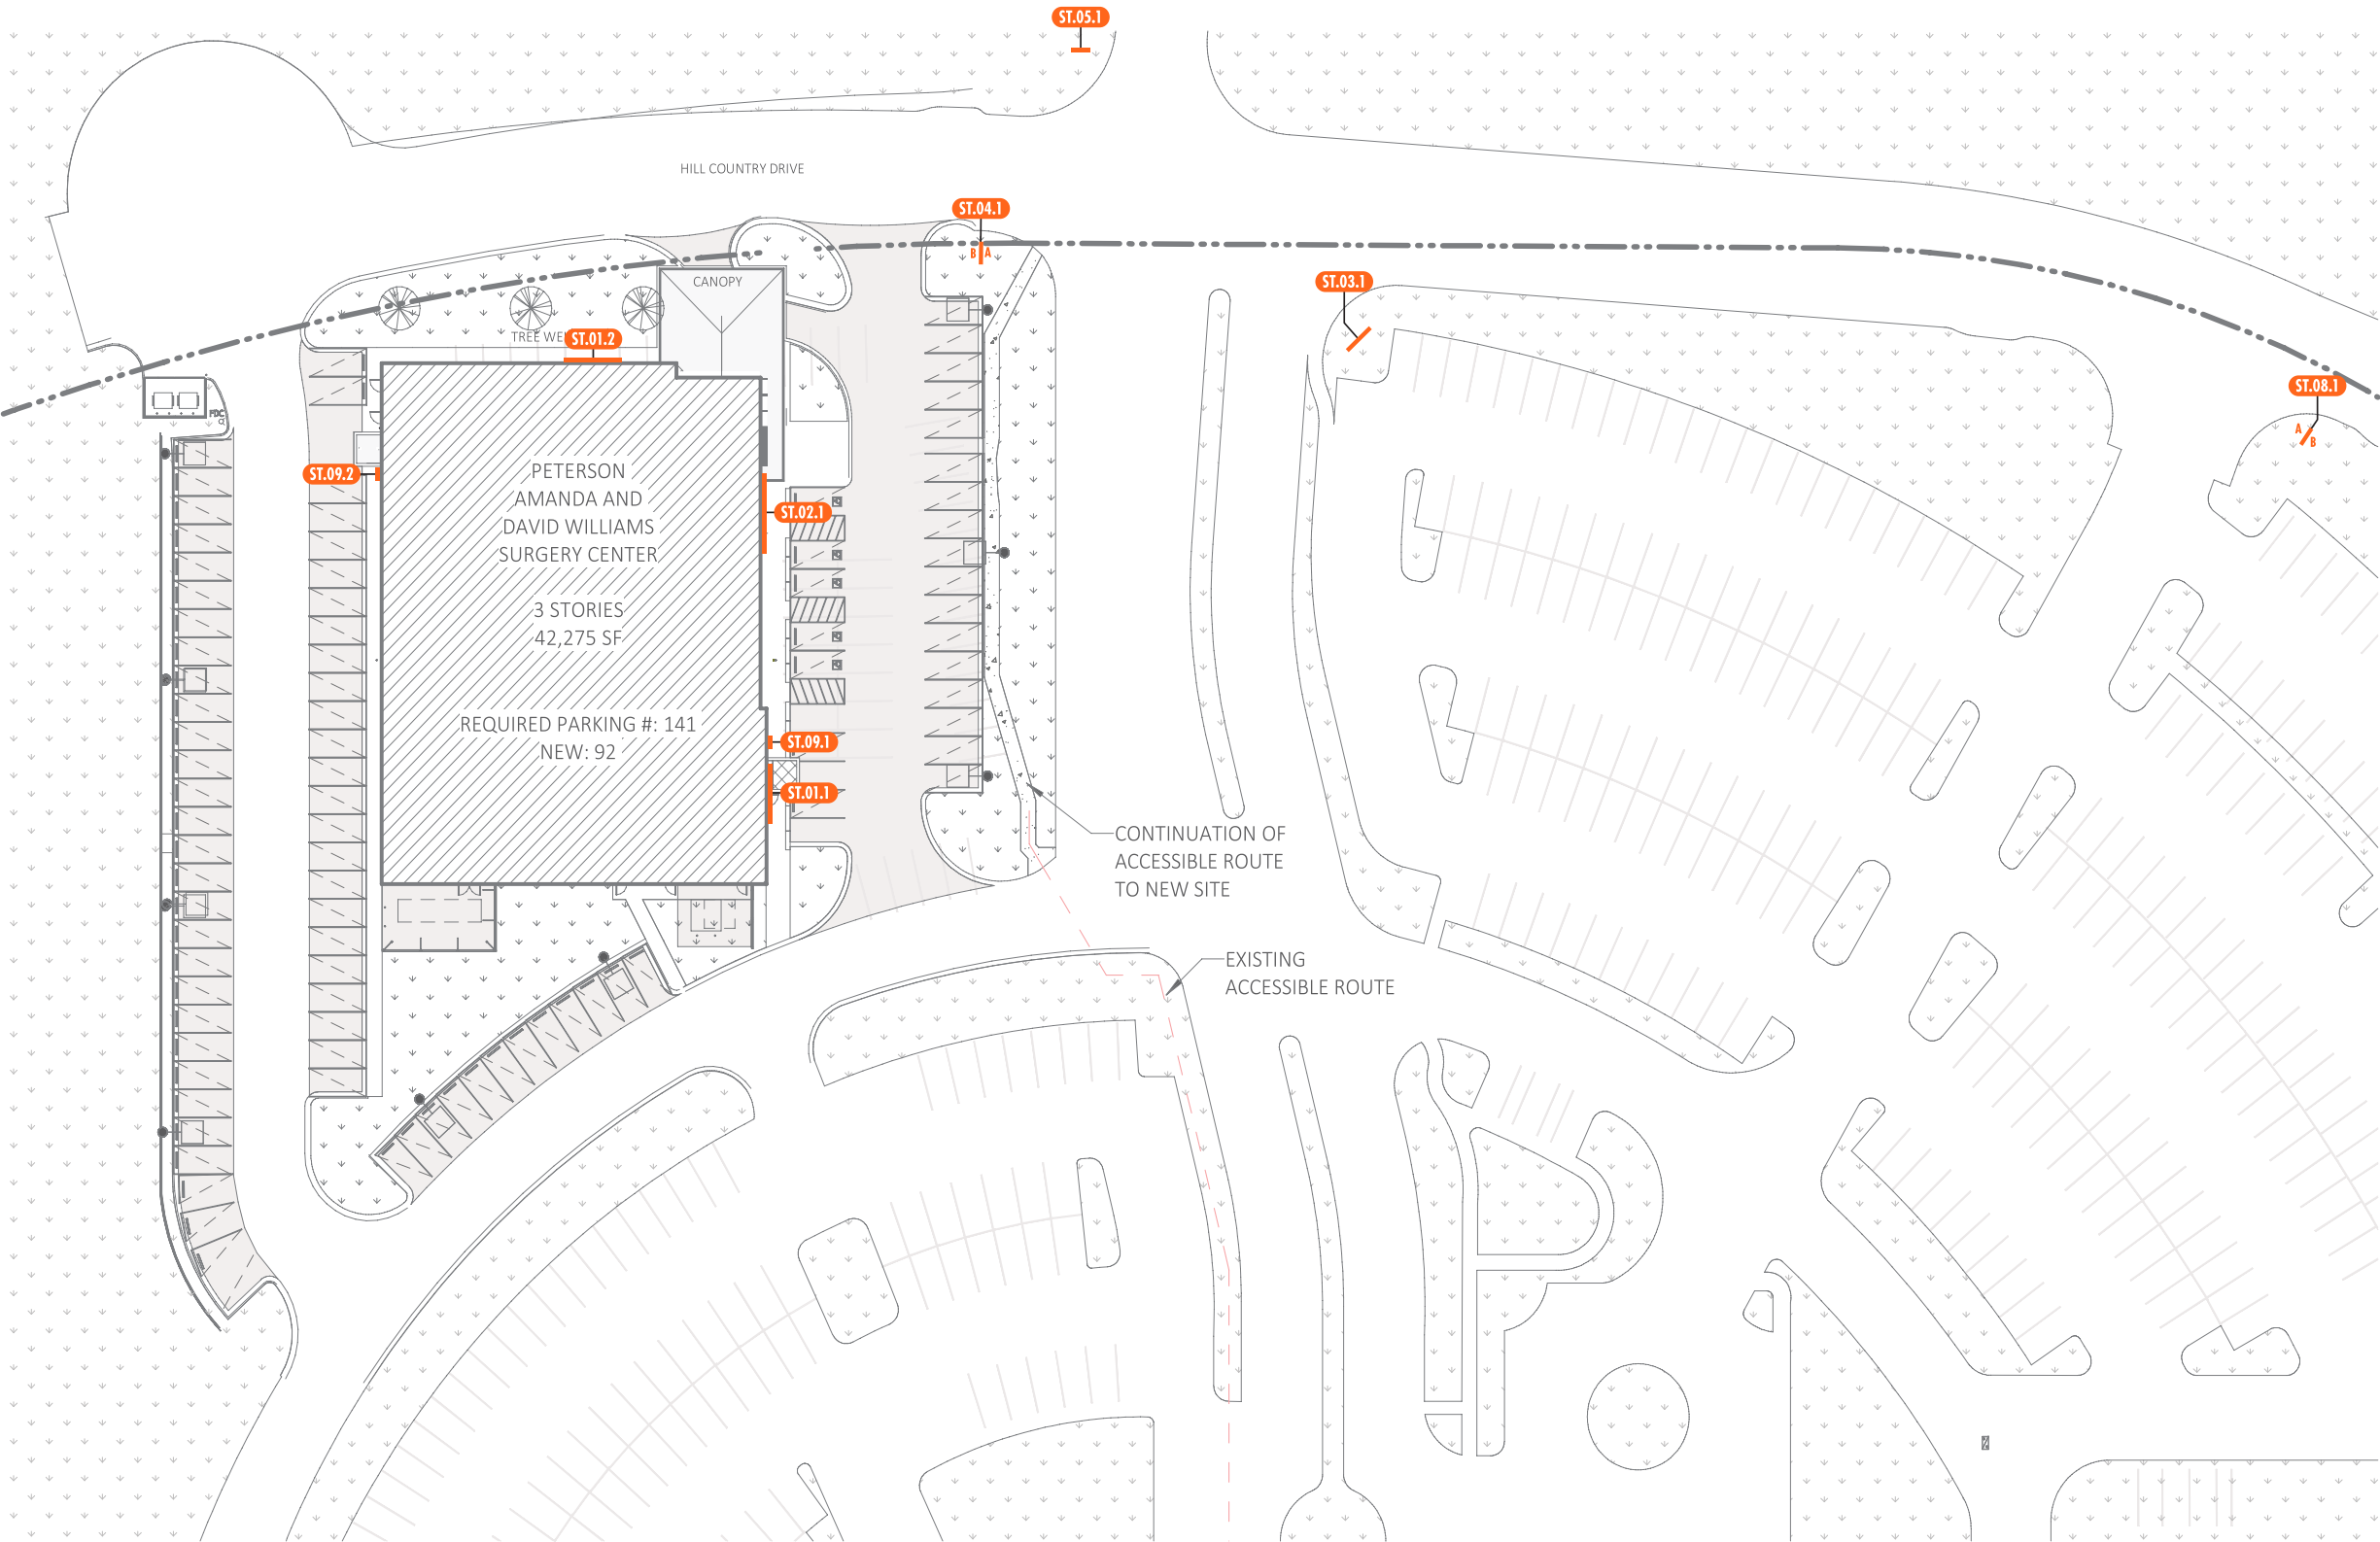 ST.05.1
HILL COUNTRY DRIVE
ST.04.1
B A
CANOPY
ST.03.1
TREE WE
ST.01.2
ST.08.1
FDC
A
B
PETERSON
AMANDA AND
DAVID WILLIAMS
SURGERY CENTER
ST.09.2
ST.02.1
3 STORIES
42,275 SF
REQUIRED PARKING #: 141
NEW: 92
ST.09.1
ST.01.1
CONTINUATION OF
ACCESSIBLE ROUTE
TO NEW SITE
EXISTING
ACCESSIBLE ROUTE